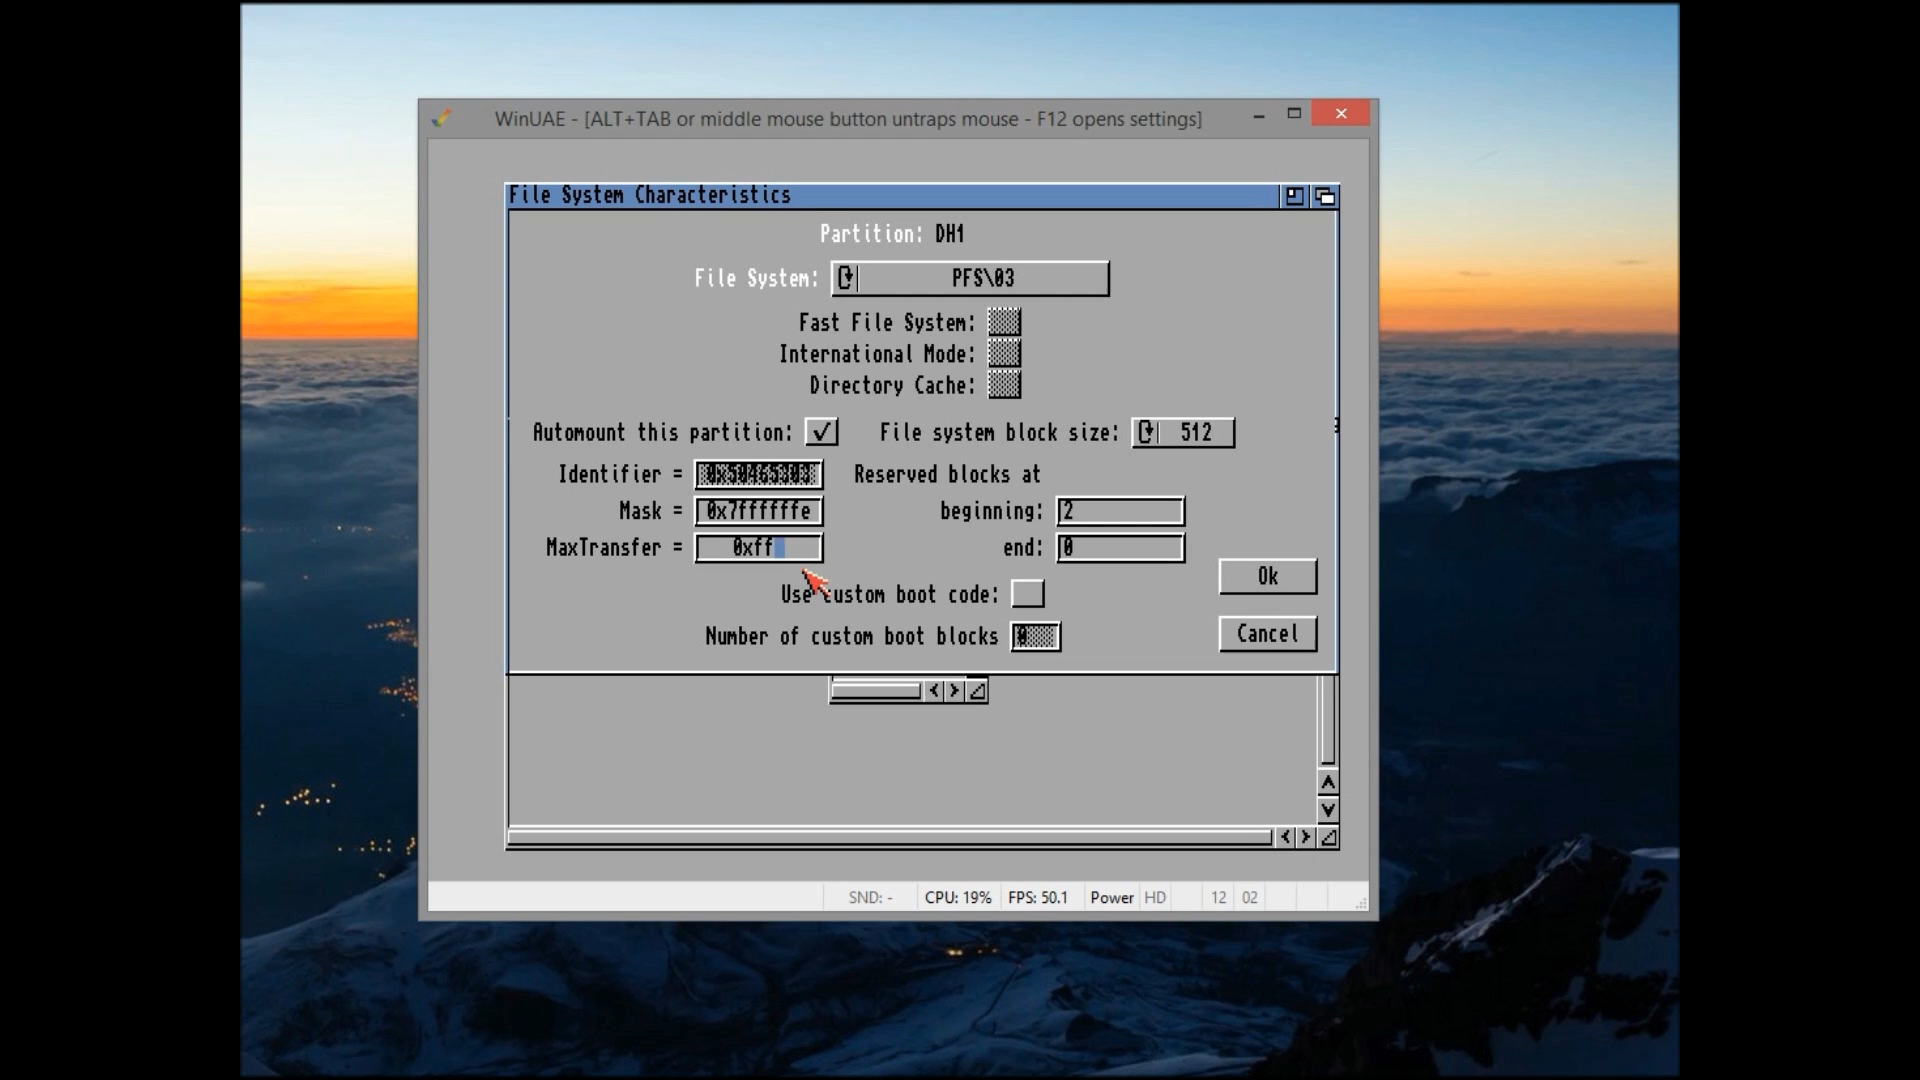 WinUAE - [ALT+TAB or middle mouse button untraps mouse - F12 opens settings]
File System Characteristics
Partition: DH1
File System: PFS\03
Fast File System:
International Mode:
Directory Cache:
Automount this partition: File system block size: 512
Identifier = 0x50465303 Reserved blocks at
Mask = 0x7ffffffe beginning: 2
MaxTransfer = 0xff end: 0
Use custom boot code: Ok
Number of custom boot blocks 0 Cancel
SND: - CPU: 19% FPS: 50.1 Power HD 12 02